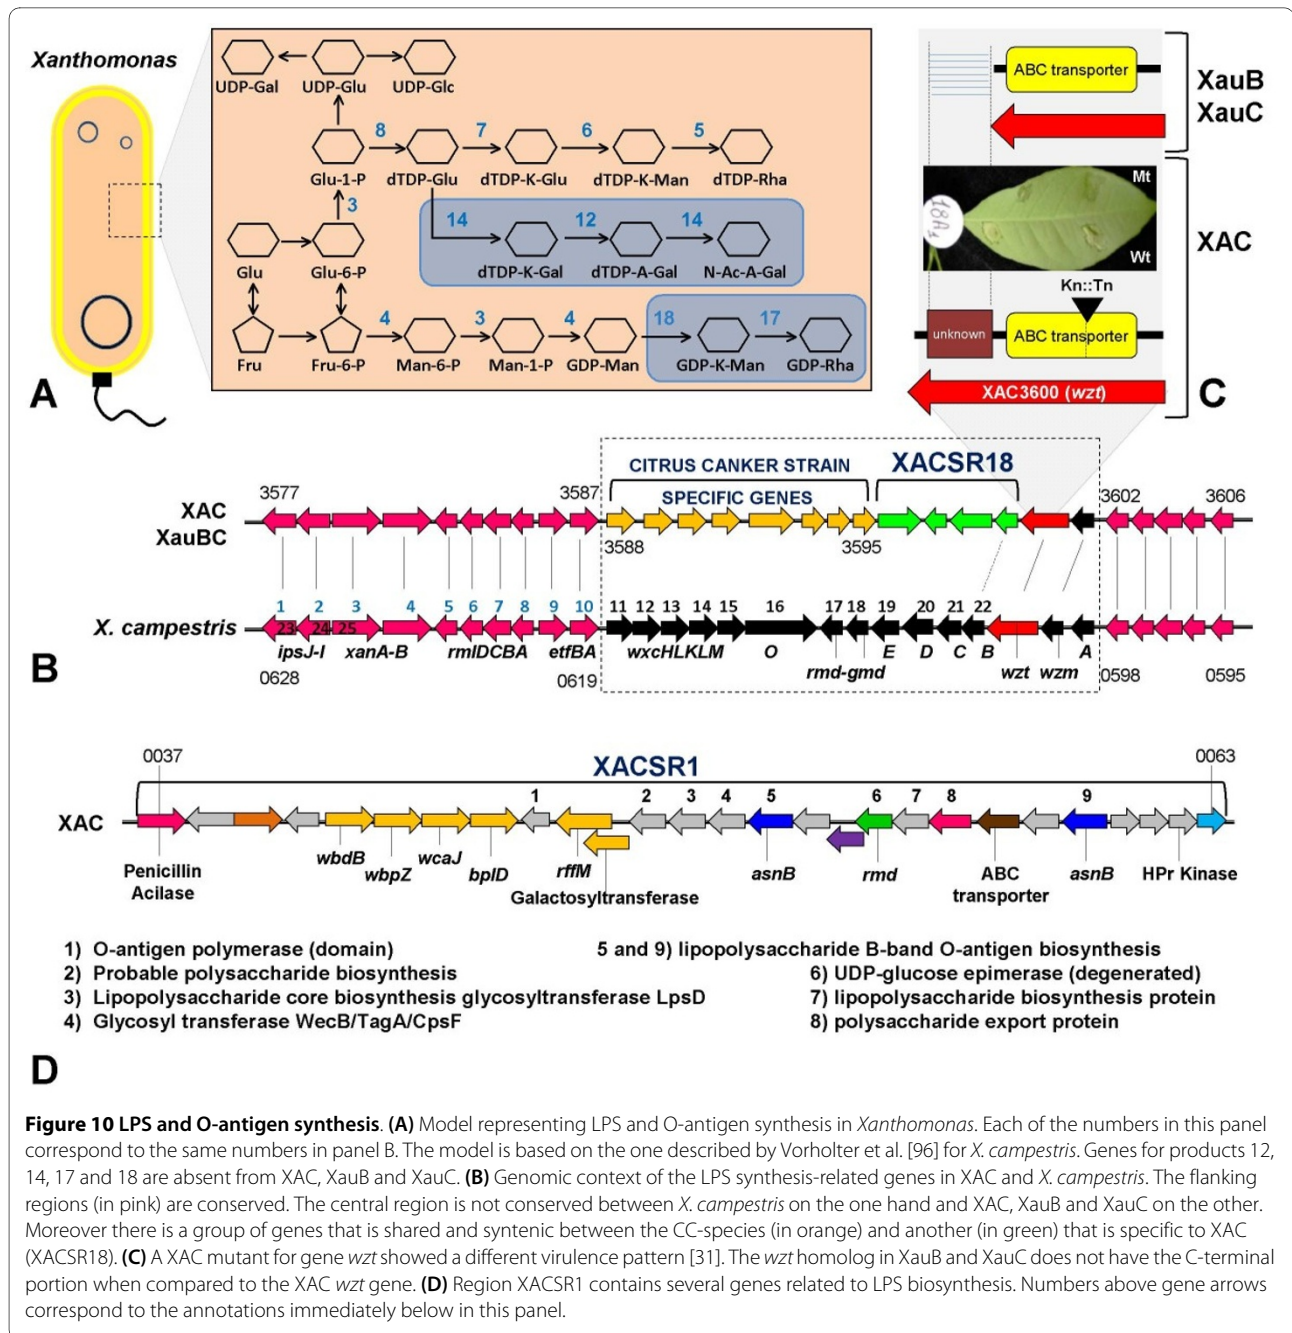 Xanthomonas
UDP-Gal UDP-Glu UDP-Glc
8 7 6 5
Glu-1-P dTDP-Glu dTDP-K-Glu dTDP-K-Man dTDP-Rha
3
14 12 14
Glu Glu-6-P dTDP-K-Gal dTDP-A-Gal N-Ac-A-Gal
4 3 4 18 17
Fru Fru-6-P Man-6-P Man-1-P GDP-Man GDP-K-Man GDP-Rha
A
ABC transporter
XauB
XauC
Mt
18A1
Wt
XAC
Kn::Tn
unknown ABC transporter
XAC3600 (wzt)
C
CITRUS CANKER STRAIN
SPECIFIC GENES
XACSR18
3577 3587 3602 3606
XAC
XauBC
3588 3595
1 2 3 4 5 6 7 8 9 10 11 12 13 14 15 16 17 18 19 20 21 22
X. campestris 23 24 25
ipsJ-I xanA-B rmlDCBA etfBA wxcHLKLM O rmd-gmd E D C B wzt wzm A
0628 0619 0598 0595
B
0037 XACSR1 0063
1 2 3 4 5 6 7 8 9
XAC
wbdB wbpZ wcaJ bplD rffM asnB rmd asnB
Penicillin
Acilase
Galactosyltransferase
ABC
transporter
HPr Kinase
1) O-antigen polymerase (domain)
2) Probable polysaccharide biosynthesis
3) Lipopolysaccharide core biosynthesis glycosyltransferase LpsD
4) Glycosyl transferase WecB/TagA/CpsF
5 and 9) lipopolysaccharide B-band O-antigen biosynthesis
6) UDP-glucose epimerase (degenerated)
7) lipopolysaccharide biosynthesis protein
8) polysaccharide export protein
D
Figure 10 LPS and O-antigen synthesis. (A) Model representing LPS and O-antigen synthesis in Xanthomonas. Each of the numbers in this panel
correspond to the same numbers in panel B. The model is based on the one described by Vorholter et al. [96] for X. campestris. Genes for products 12,
14, 17 and 18 are absent from XAC, XauB and XauC. (B) Genomic context of the LPS synthesis-related genes in XAC and X. campestris. The flanking
regions (in pink) are conserved. The central region is not conserved between X. campestris on the one hand and XAC, XauB and XauC on the other.
Moreover there is a group of genes that is shared and syntenic between the CC-species (in orange) and another (in green) that is specific to XAC
(XACSR18). (C) A XAC mutant for gene wzt showed a different virulence pattern [31]. The wzt homolog in XauB and XauC does not have the C-terminal
portion when compared to the XAC wzt gene. (D) Region XACSR1 contains several genes related to LPS biosynthesis. Numbers above gene arrows
correspond to the annotations immediately below in this panel.